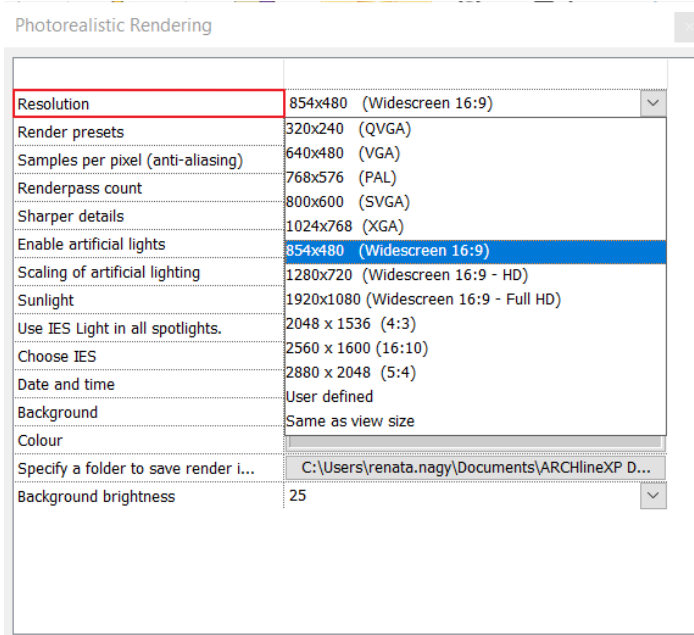 Photorealistic Rendering
Resolution 854x480 (Widescreen 16:9)
Render presets 320x240 (QVGA)
Samples per pixel (anti-aliasing) 640x480 (VGA)
Renderpass count 768x576 (PAL)
Sharper details 800x600 (SVGA)
Enable artificial lights 1024x768 (XGA)
Scaling of artificial lighting 854x480 (Widescreen 16:9)
Sunlight 1280x720 (Widescreen 16:9 - HD)
Use IES Light in all spotlights. 1920x1080 (Widescreen 16:9 - Full HD)
Choose IES 2048 x 1536 (4:3)
Date and time 2560 x 1600 (16:10)
Background 2880 x 2048 (5:4)
Colour User defined
Same as view size
Specify a folder to save render i... C:\Users\renata.nagy\Documents\ARCHlineXP D...
Background brightness 25